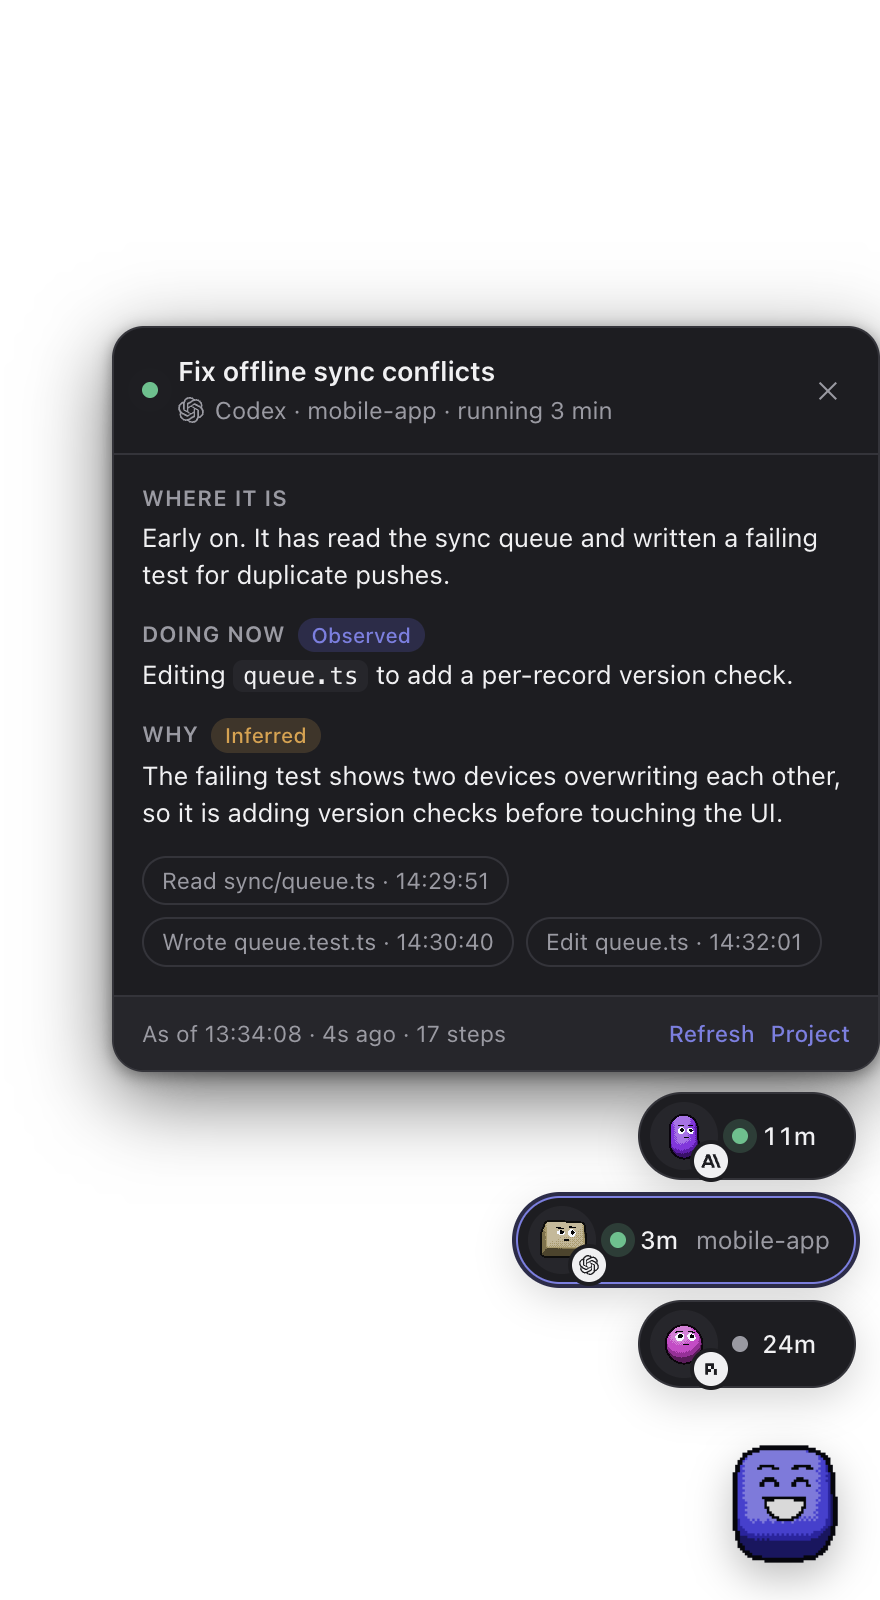 Fix offline sync conflicts
Codex · mobile-app · running 3 min
WHERE IT IS
Early on. It has read the sync queue and written a failing
test for duplicate pushes.
DOING NOW Observed
Editing queue.ts to add a per-record version check.
WHY Inferred
The failing test shows two devices overwriting each other,
so it is adding version checks before touching the UI.
Read sync/queue.ts · 14:29:51
Wrote queue.test.ts · 14:30:40 Edit queue.ts · 14:32:01
As of 13:34:08 · 4s ago · 17 steps Refresh Project
11m
3m mobile-app
24m